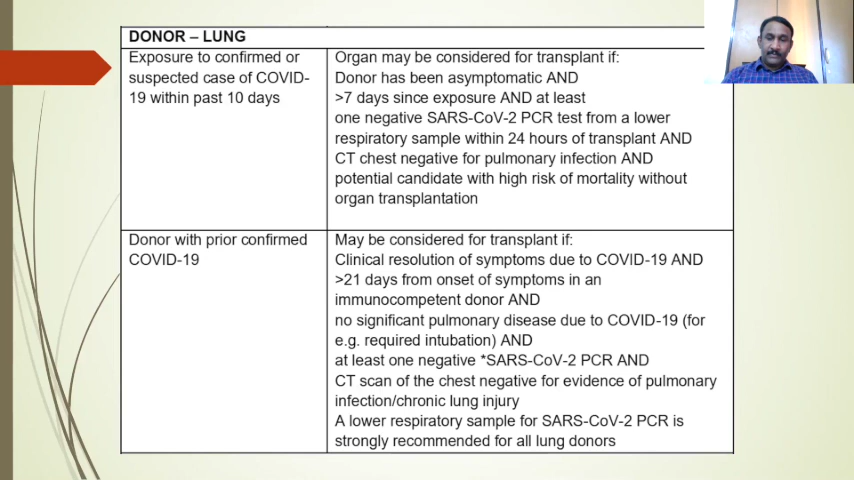 DONOR – LUNG
Exposure to confirmed or
suspected case of COVID-
19 within past 10 days
Organ may be considered for transplant if:
Donor has been asymptomatic AND
>7 days since exposure AND at least
one negative SARS-CoV-2 PCR test from a lower
respiratory sample within 24 hours of transplant AND
CT chest negative for pulmonary infection AND
potential candidate with high risk of mortality without
organ transplantation
Donor with prior confirmed
COVID-19
May be considered for transplant if:
Clinical resolution of symptoms due to COVID-19 AND
>21 days from onset of symptoms in an
immunocompetent donor AND
no significant pulmonary disease due to COVID-19 (for
e.g. required intubation) AND
at least one negative *SARS-CoV-2 PCR AND
CT scan of the chest negative for evidence of pulmonary
infection/chronic lung injury
A lower respiratory sample for SARS-CoV-2 PCR is
strongly recommended for all lung donors